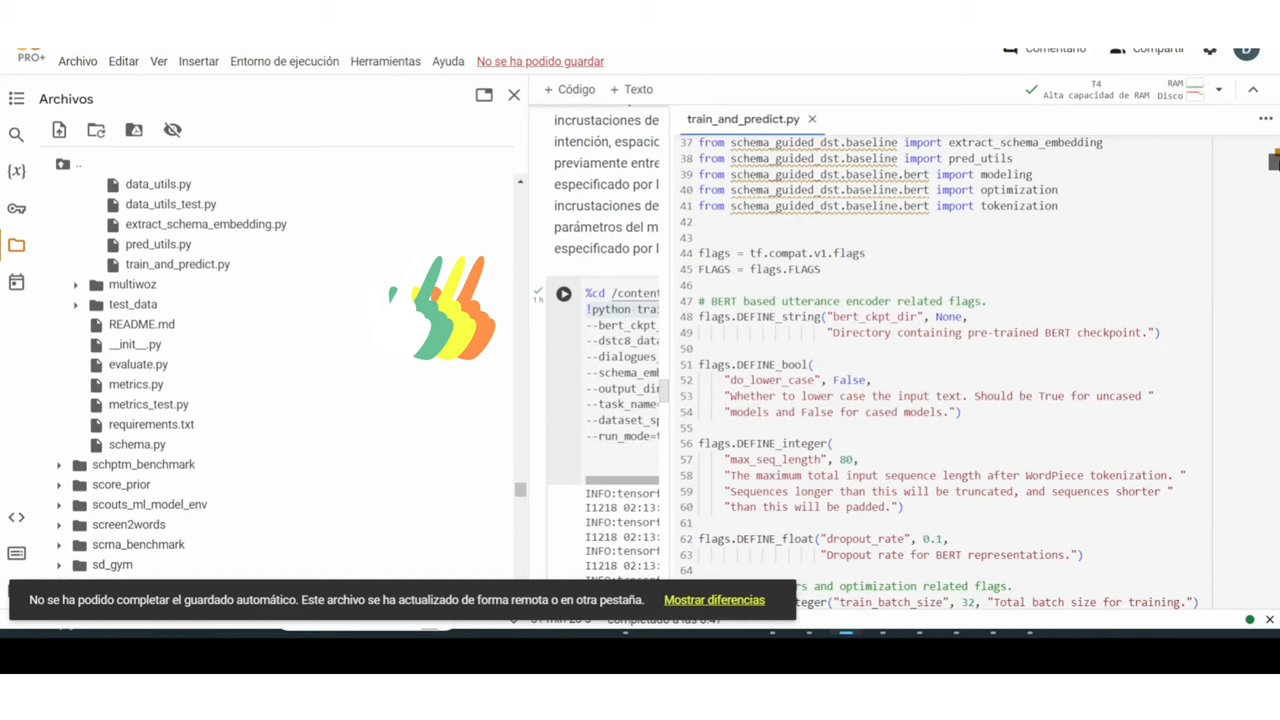 PRO+
Archivo Editar Ver Insertar Entorno de ejecución Herramientas Ayuda No se ha podido guardar
Comentario Compartir
Archivos
+ Código + Texto
T4
Alta capacidad de RAM
RAM
Disco
..
data_utils.py
data_utils_test.py
extract_schema_embedding.py
pred_utils.py
train_and_predict.py
multiwoz
test_data
README.md
__init__.py
evaluate.py
metrics.py
metrics_test.py
requirements.txt
schema.py
schptm_benchmark
score_prior
scouts_ml_model_env
screen2words
scrna_benchmark
sd_gym
incrustaciones de
intención, espacio
previamente entre
especificado por l
incrustaciones de
parámetros del m
especificado por l
1 h
%cd /content
!python trai
--bert_ckpt_
--dstc8_data
--dialogues_
--schema_emb
--output_dir
--task_name=
--dataset_sp
--run_mode=t
INFO:tensorf
I1218 02:13:
INFO:tensorf
I1218 02:13:
INFO:tensorf
I1218 02:13:
INFO:tensorf
train_and_predict.py
37 from schema_guided_dst.baseline import extract_schema_embedding
38 from schema_guided_dst.baseline import pred_utils
39 from schema_guided_dst.baseline.bert import modeling
40 from schema_guided_dst.baseline.bert import optimization
41 from schema_guided_dst.baseline.bert import tokenization
42
43
44 flags = tf.compat.v1.flags
45 FLAGS = flags.FLAGS
46
47 # BERT based utterance encoder related flags.
48 flags.DEFINE_string("bert_ckpt_dir", None,
49 "Directory containing pre-trained BERT checkpoint.")
50
51 flags.DEFINE_bool(
52 "do_lower_case", False,
53 "Whether to lower case the input text. Should be True for uncased "
54 "models and False for cased models.")
55
56 flags.DEFINE_integer(
57 "max_seq_length", 80,
58 "The maximum total input sequence length after WordPiece tokenization. "
59 "Sequences longer than this will be truncated, and sequences shorter "
60 "than this will be padded.")
61
62 flags.DEFINE_float("dropout_rate", 0.1,
63 "Dropout rate for BERT representations.")
64
rs and optimization related flags.
teger("train_batch_size", 32, "Total batch size for training.")
No se ha podido completar el guardado automático. Este archivo se ha actualizado de forma remota o en otra pestaña. Mostrar diferencias